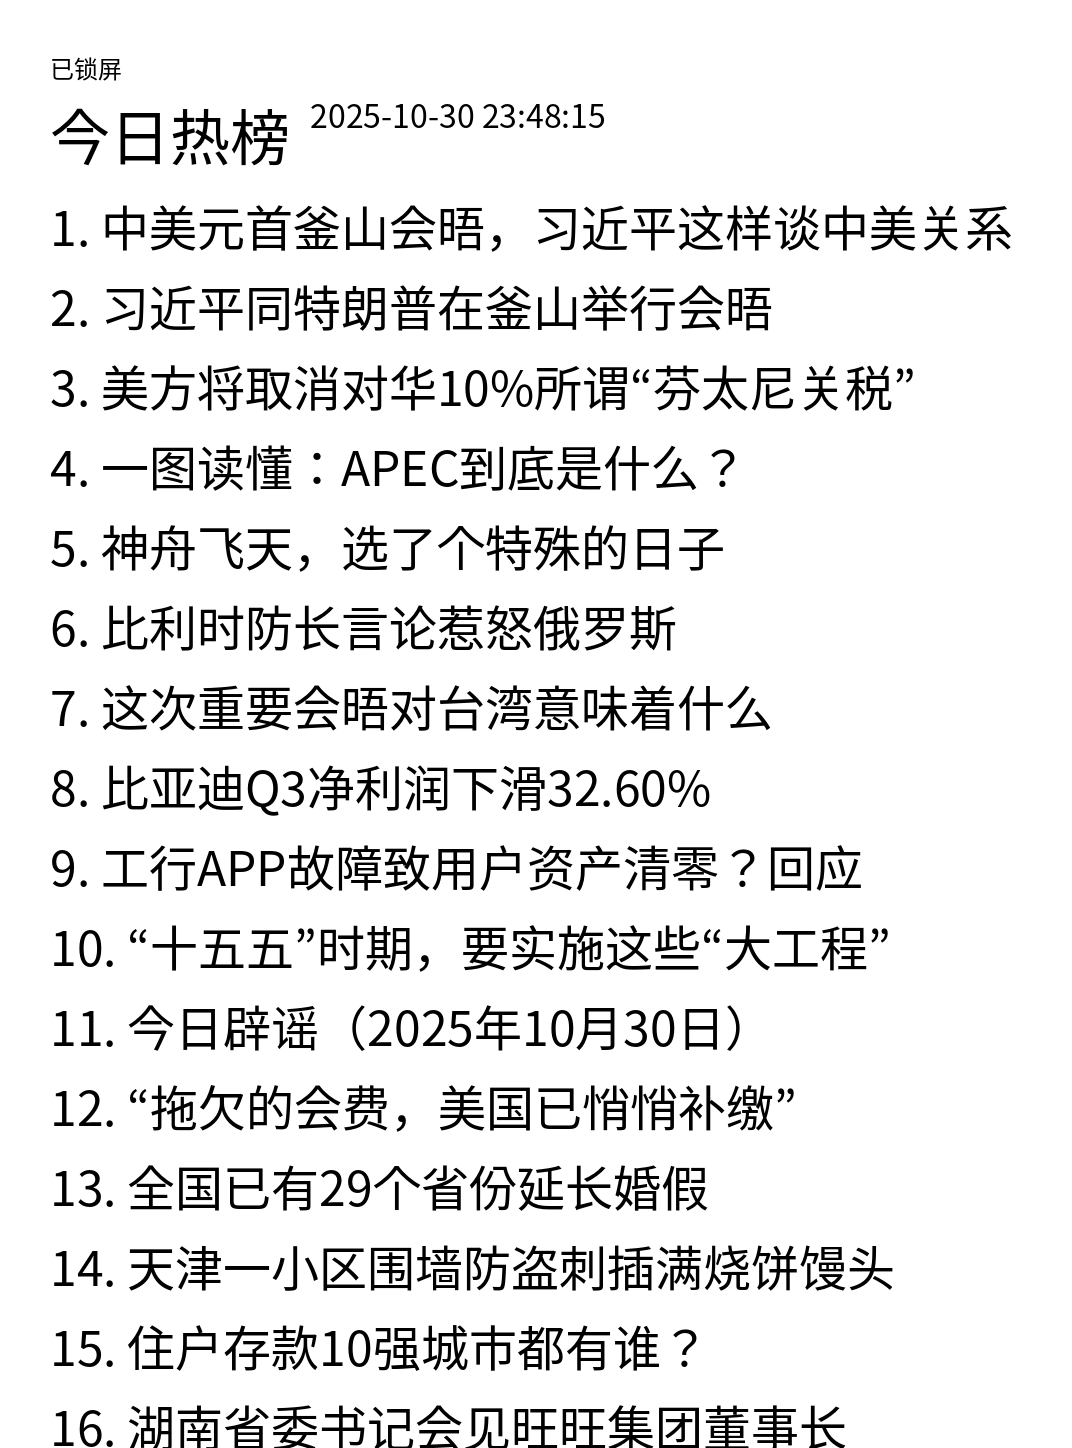 已锁屏
今日热榜 2025-10-30 23:48:15
1. 中美元首釜山会晤，习近平这样谈中美关系
2. 习近平同特朗普在釜山举行会晤
3. 美方将取消对华10%所谓“芬太尼关税”
4. 一图读懂：APEC到底是什么？
5. 神舟飞天，选了个特殊的日子
6. 比利时防长言论惹怒俄罗斯
7. 这次重要会晤对台湾意味着什么
8. 比亚迪Q3净利润下滑32.60%
9. 工行APP故障致用户资产清零？回应
10. “十五五”时期，要实施这些“大工程”
11. 今日辟谣（2025年10月30日）
12. “拖欠的会费，美国已悄悄补缴”
13. 全国已有29个省份延长婚假
14. 天津一小区围墙防盗刺插满烧饼馒头
15. 住户存款10强城市都有谁？
16. 湖南省委书记会见旺旺集团董事长